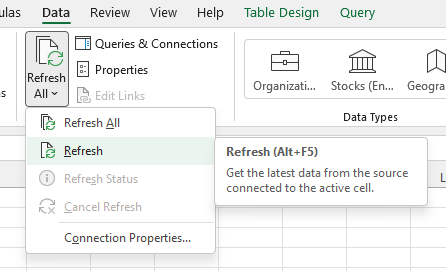 ulas Data Review View Help Table Design Query
Refresh
All
Queries & Connections
Properties
Edit Links
Organizati...
Stocks (En...
Geogra
Data Types
Refresh All
Refresh
Refresh Status
Cancel Refresh
Connection Properties...
Refresh (Alt+F5)
Get the latest data from the source
connected to the active cell.
L